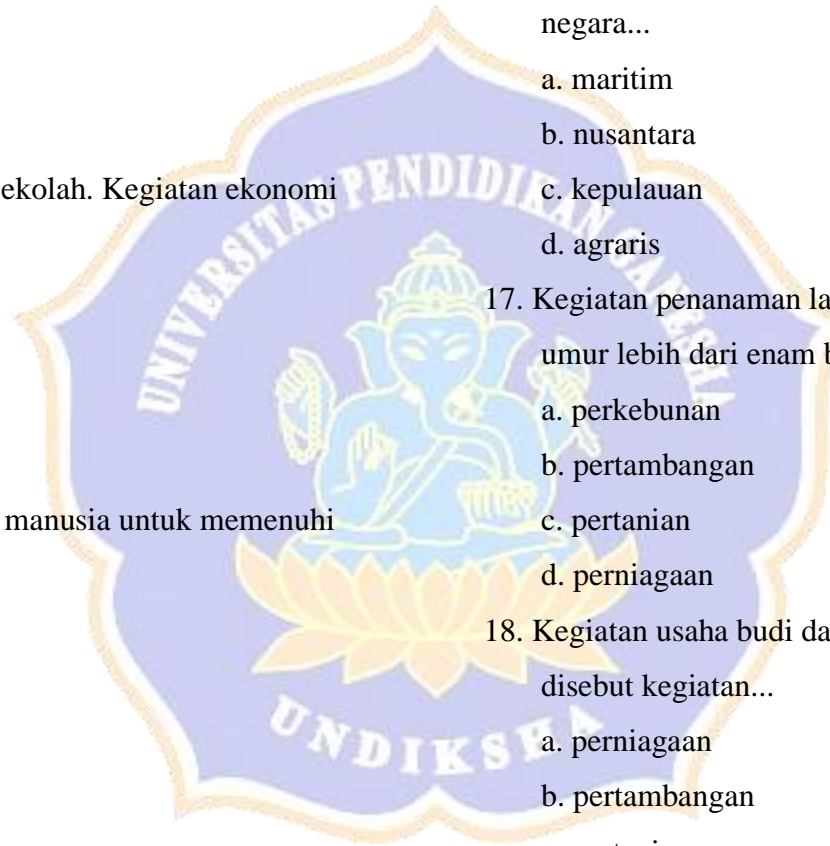 ekolah. Kegiatan ekonomi
manusia untuk memenuhi
negara...
a. maritim
b. nusantara
c. kepulauan
d. agraris
17. Kegiatan penanaman la
umur lebih dari enam b
a. perkebunan
b. pertambangan
c. pertanian
d. perniagaan
18. Kegiatan usaha budi da
disebut kegiatan...
a. perniagaan
b. pertambangan
UNIVERSITAS PENDIDIKAN GANESHA
UNDIKSHA